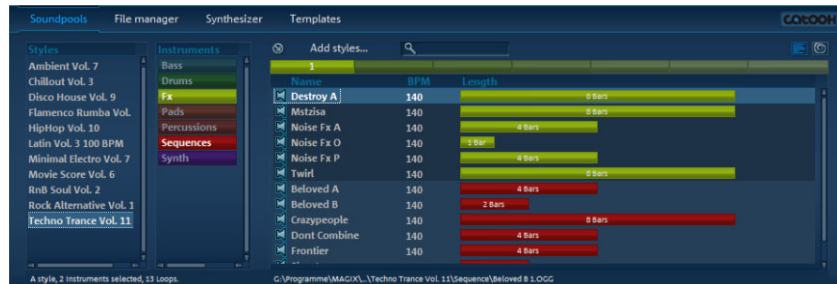 Soundpools File manager Synthesizer Templates CATOOH
Styles Instruments Add styles...
Ambient Vol. 7 Bass 1
Chillout Vol. 3 Drums Name BPM Length
Disco House Vol. 9 Fx Destroy A 140 8 Bars
Flamenco Rumba Vol. Pads Mstzisa 140 8 Bars
HipHop Vol. 10 Percussions Noise Fx A 140 4 Bars
Latin Vol. 3 100 BPM Sequences Noise Fx O 140 1 Bar
Minimal Electro Vol. 7 Synth Noise Fx P 140 4 Bars
Movie Score Vol. 6 Twirl 140 8 Bars
RnB Soul Vol. 2 Beloved A 140 4 Bars
Rock Alternative Vol. 1 Beloved B 140 2 Bars
Techno Trance Vol. 11 Crazypeople 140 8 Bars
Dont Combine 140 4 Bars
Frontier 140 4 Bars
A style, 2 Instruments selected, 13 Loops. G:\Programme\MAGIX\...\Techno Trance Vol. 11\Sequence\Beloved B 1.OGG